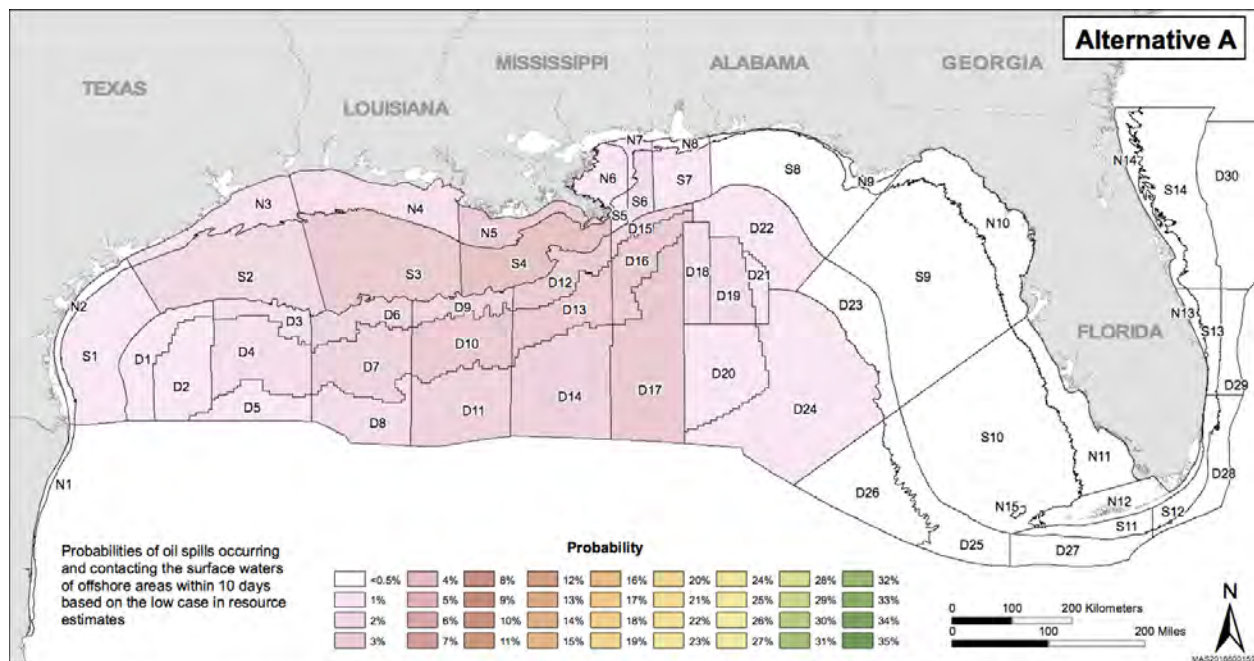 Alternative A
TEXAS
LOUISIANA
MISSISSIPPI
ALABAMA
GEORGIA
FLORIDA
N7
N8
N6
S7
S8
N9
N14
S14
D30
S6
S5
N3
N4
N5
D15
D22
N10
S2
S3
S4
D16
D12
D18
D21
D19
S9
N2
D3
D6
D9
D13
D23
N13
S13
S1
D1
D2
D4
D7
D10
D20
D29
D5
D8
D11
D14
D17
D24
S10
N11
D28
N1
D26
N15
N12
S11
S12
D25
D27
Probabilities of oil spills occurring
and contacting the surface waters
of offshore areas within 10 days
based on the low case in resource
estimates
Probability
<0.5% 4% 8% 12% 16% 20% 24% 28% 32%
1% 5% 9% 13% 17% 21% 25% 29% 33%
2% 6% 10% 14% 18% 22% 26% 30% 34%
3% 7% 11% 15% 19% 23% 27% 31% 35%
0 100 200 Kilometers
0 100 200 Miles
N